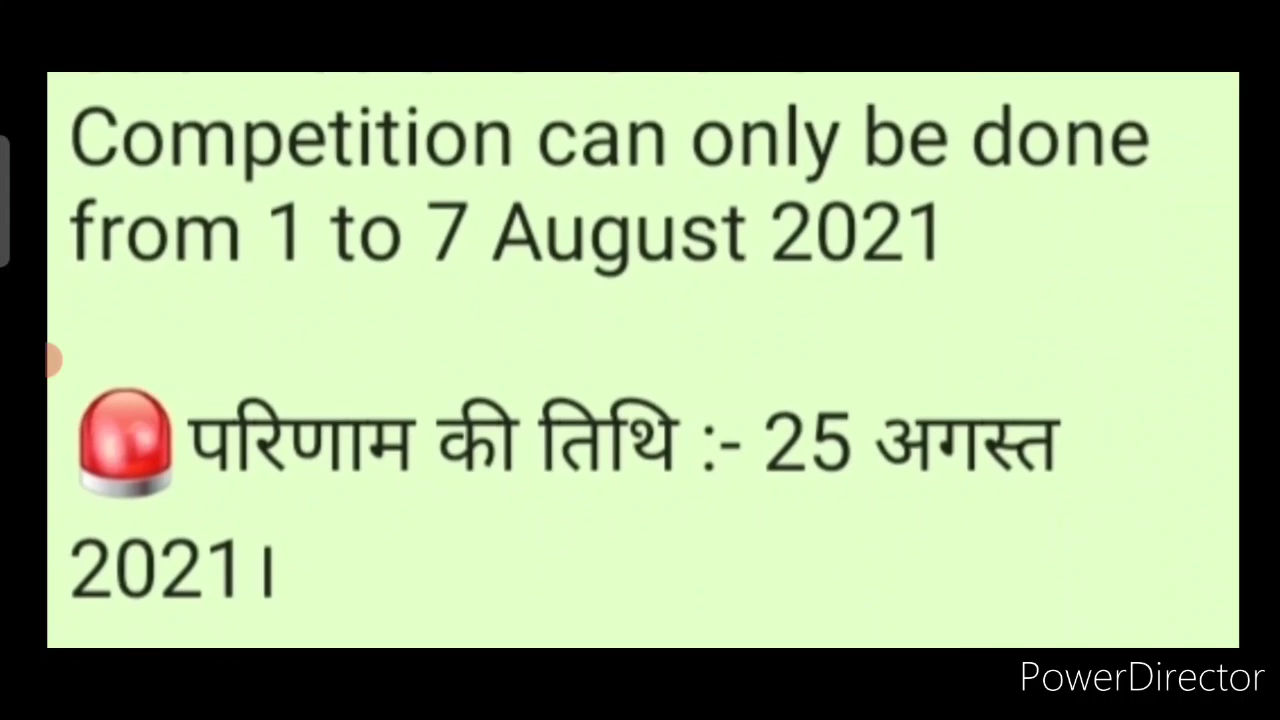 Competition can only be done
from 1 to 7 August 2021
🚨परिणाम की तिथि :- 25 अगस्त
2021।
PowerDirector